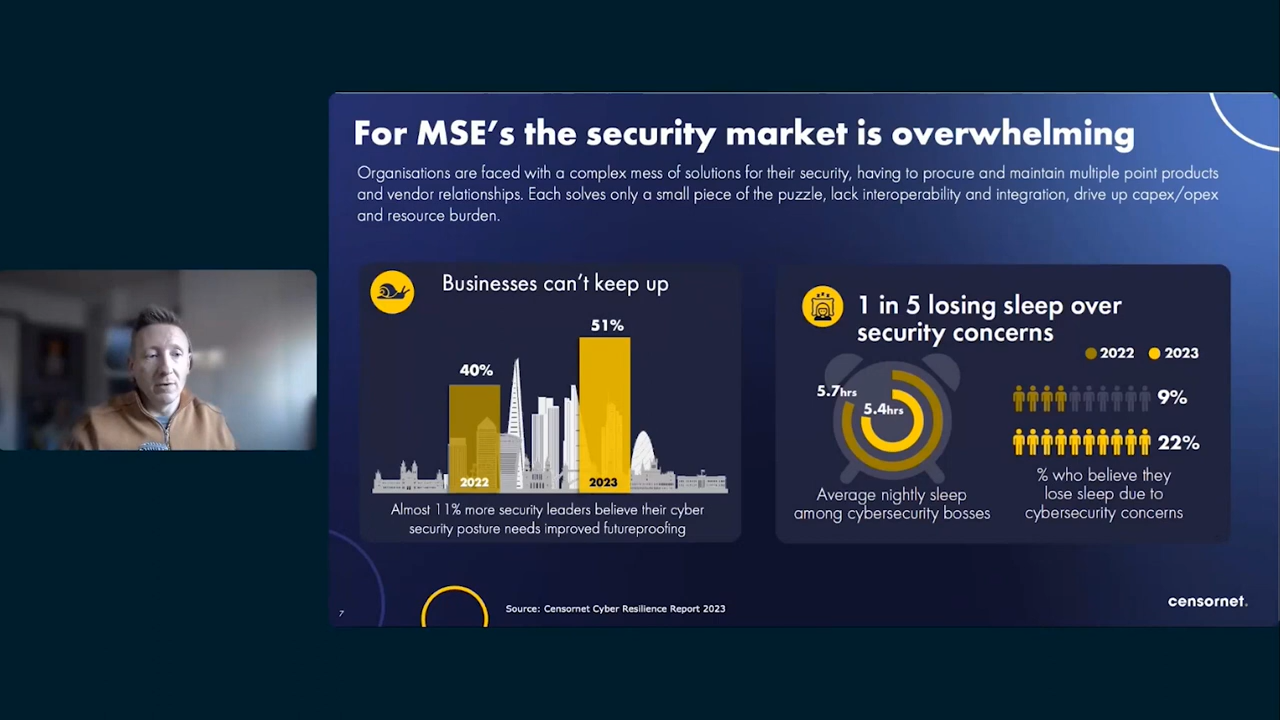 For MSE's the security market is overwhelming
Organisations are faced with a complex mess of solutions for their security, having to procure and maintain multiple point products
and vendor relationships. Each solves only a small piece of the puzzle, lack interoperability and integration, drive up capex/opex
and resource burden.
Businesses can't keep up
51%
40%
2022
2023
Almost 11% more security leaders believe their cyber
security posture needs improved futureproofing
1 in 5 losing sleep over
security concerns
2022 2023
5.7hrs
5.4hrs
9%
22%
Average nightly sleep
among cybersecurity bosses
% who believe they
lose sleep due to
cybersecurity concerns
7
Source: Censornet Cyber Resilience Report 2023
censornet.